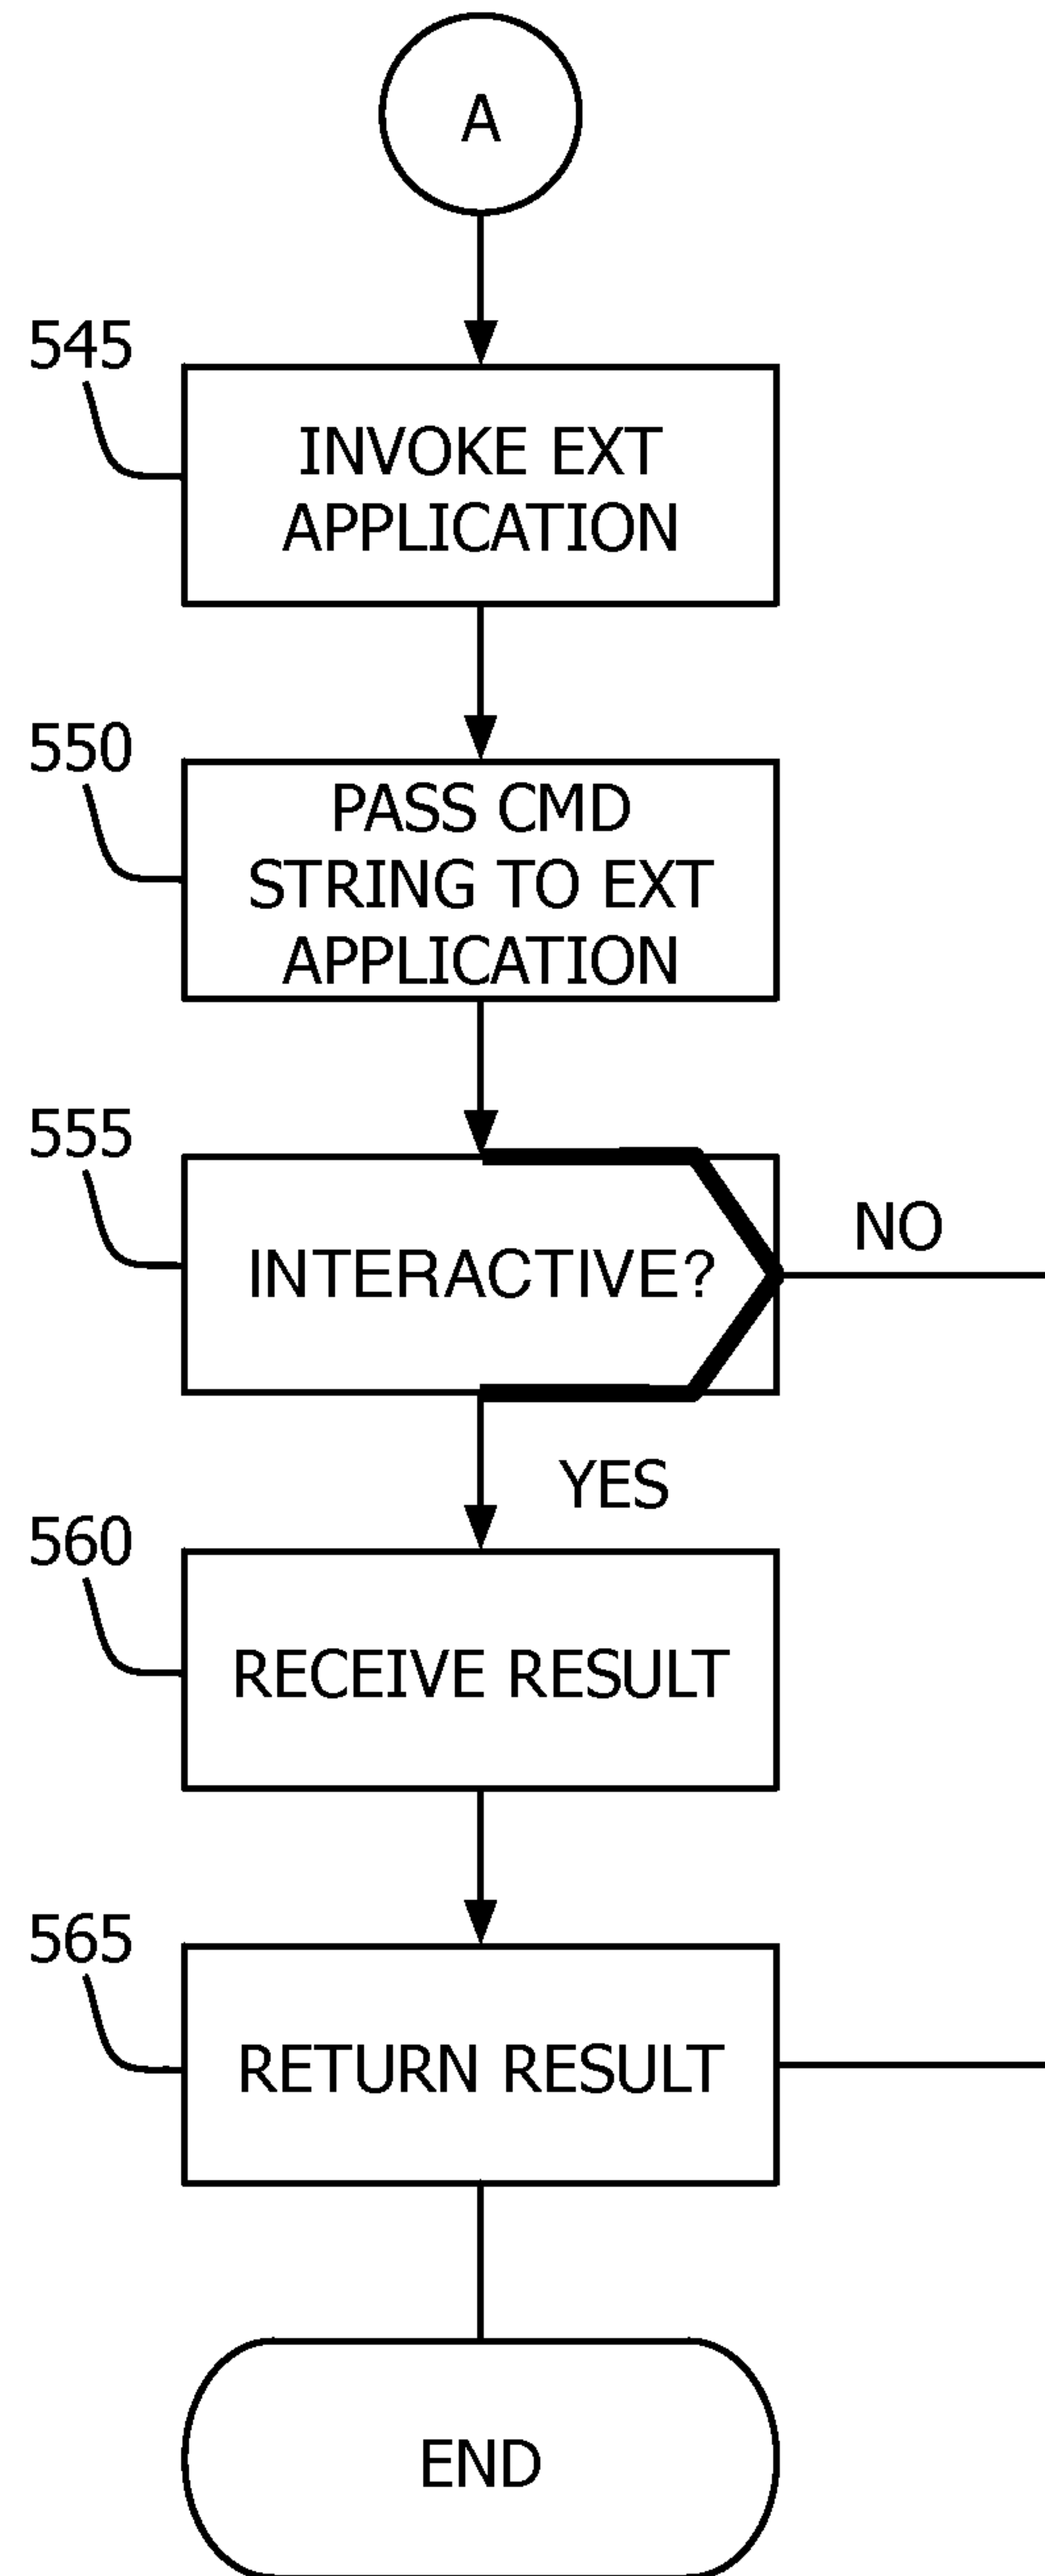 A
545
INVOKE EXT
APPLICATION
550
PASS CMD
STRING TO EXT
APPLICATION
555
INTERACTIVE?
NO
YES
560
RECEIVE RESULT
565
RETURN RESULT
END